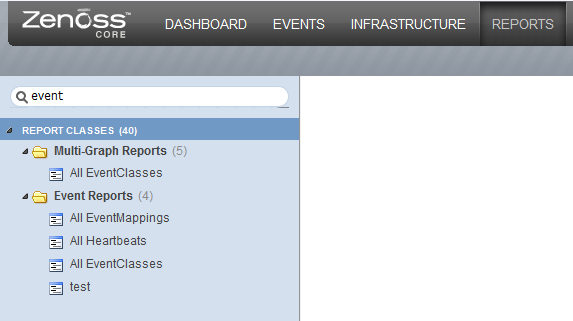 Zenoss
CORE
DASHBOARD EVENTS INFRASTRUCTURE REPORTS
event
REPORT CLASSES (40)
Multi-Graph Reports (5)
All EventClasses
Event Reports (4)
All EventMappings
All Heartbeats
All EventClasses
test